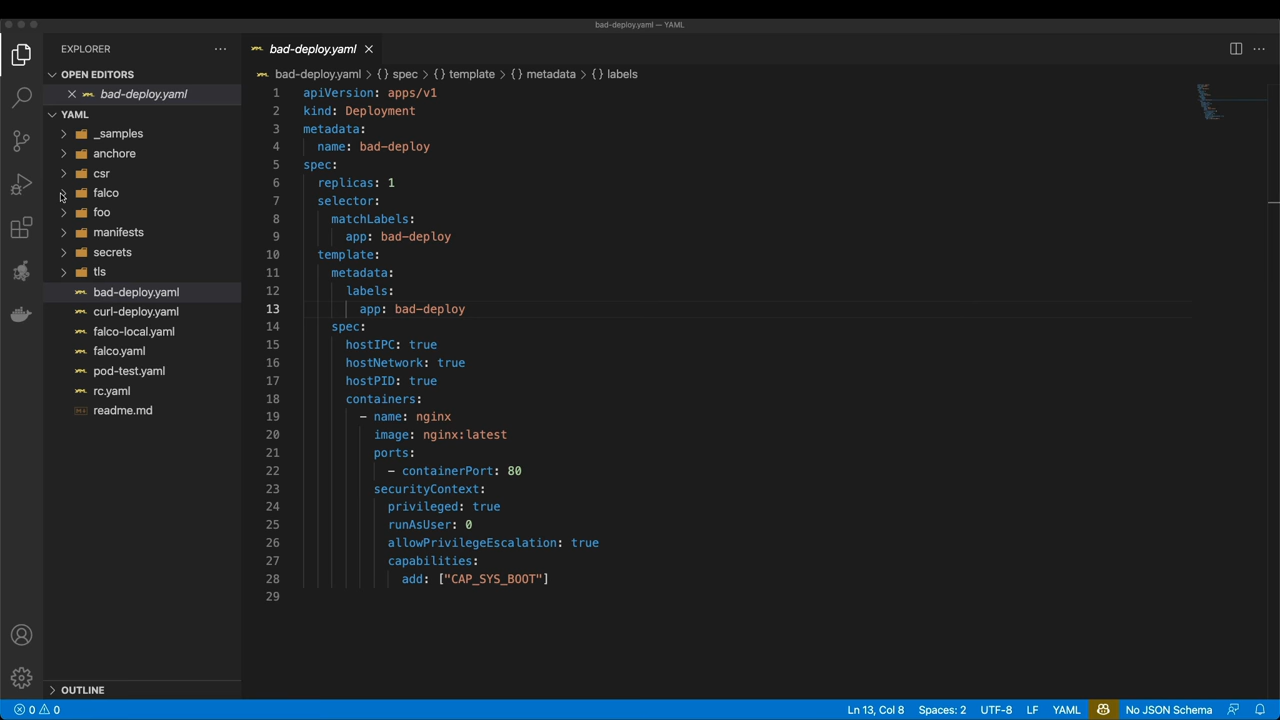 bad-deploy.yaml — YAML
EXPLORER
OPEN EDITORS
bad-deploy.yaml
YAML
_samples
anchore
csr
falco
foo
manifests
secrets
tls
bad-deploy.yaml
curl-deploy.yaml
falco-local.yaml
falco.yaml
pod-test.yaml
rc.yaml
readme.md
OUTLINE
bad-deploy.yaml
bad-deploy.yaml > {} spec > {} template > {} metadata > {} labels
1 apiVersion: apps/v1
2 kind: Deployment
3 metadata:
4   name: bad-deploy
5 spec:
6   replicas: 1
7   selector:
8     matchLabels:
9       app: bad-deploy
10   template:
11     metadata:
12       labels:
13         app: bad-deploy
14     spec:
15       hostIPC: true
16       hostNetwork: true
17       hostPID: true
18       containers:
19         - name: nginx
20           image: nginx:latest
21           ports:
22             - containerPort: 80
23           securityContext:
24             privileged: true
25             runAsUser: 0
26             allowPrivilegeEscalation: true
27             capabilities:
28               add: ["CAP_SYS_BOOT"]
29
0 0 Ln 13, Col 8 Spaces: 2 UTF-8 LF YAML No JSON Schema